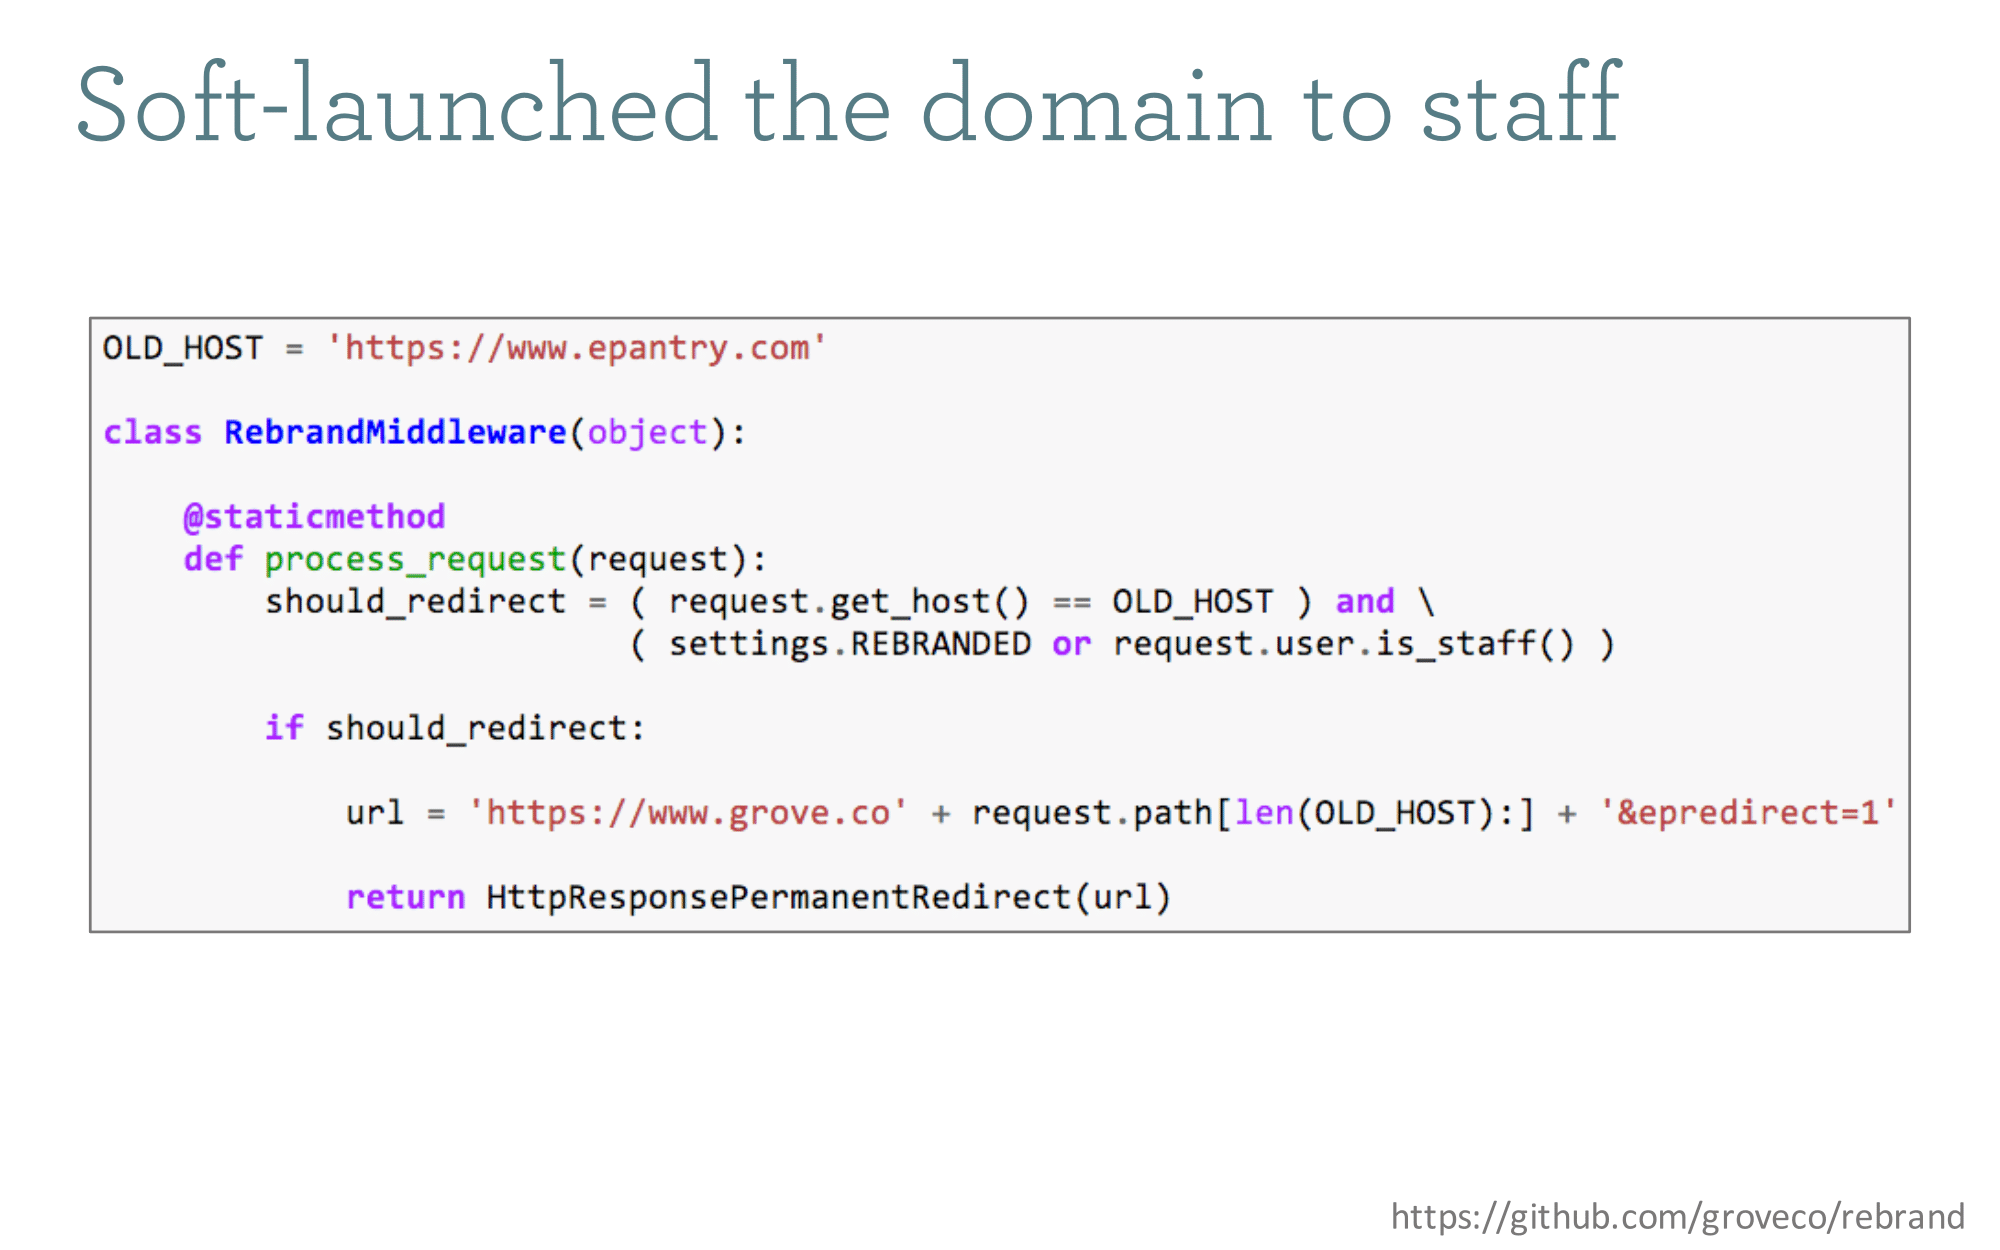 Soft-launched the domain to staff
OLD_HOST = 'https://www.epantry.com'
class RebrandMiddleware(object):
    @staticmethod
    def process_request(request):
        should_redirect = ( request.get_host() == OLD_HOST ) and \
                          ( settings.REBRANDED or request.user.is_staff() )
        if should_redirect:
            url = 'https://www.grove.co' + request.path[len(OLD_HOST):] + '&epredirect=1'
            return HttpResponsePermanentRedirect(url)
https://github.com/groveco/rebrand